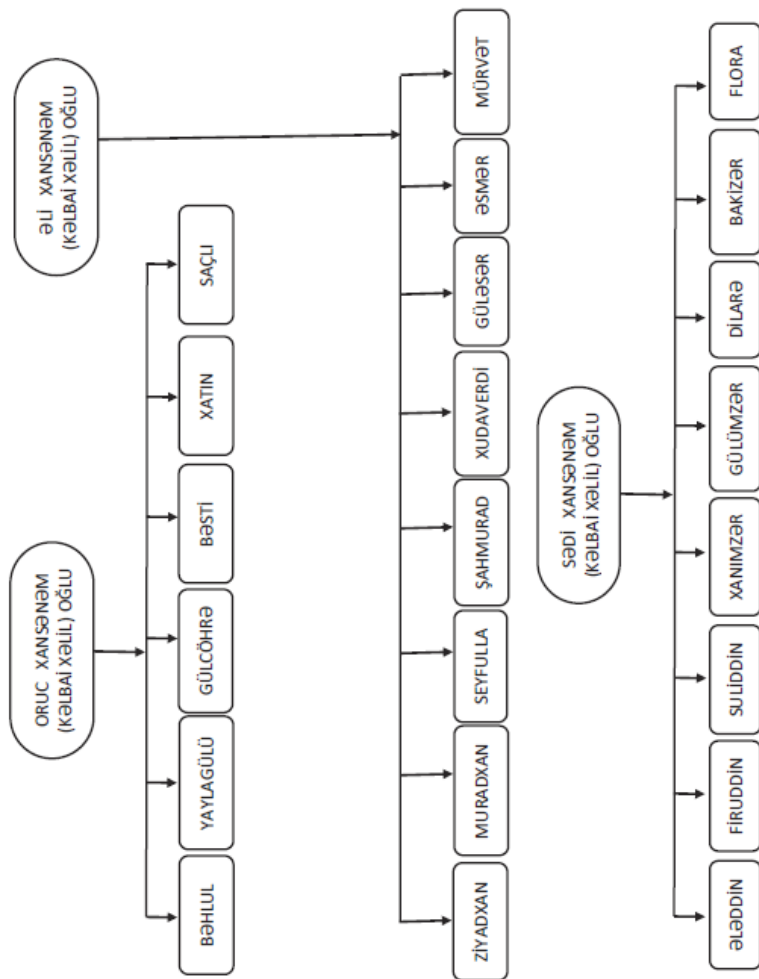 ORUC XANSƏNƏM
(KƏLBAİ XƏLİL) OĞLU
ƏLİ XANSƏNƏM
(KƏLBAİ XƏLİL) OĞLU
BƏHLUL
YAYLAGÜLÜ
GÜLCÖHRƏ
BƏSTİ
XATIN
SAÇLI
ZİYADXAN
MURADXAN
SEYFULLA
ŞAHMURAD
XUDAVERDİ
GÜLƏSƏR
ƏSMƏR
MÜRVƏT
SƏDİ XANSƏNƏM
(KƏLBAİ XƏLİL) OĞLU
ƏLƏDDİN
FİRUDDİN
SULİDDİN
XANIMZƏR
GÜLÜMZƏR
DİLARƏ
BAKİZƏR
FLORA